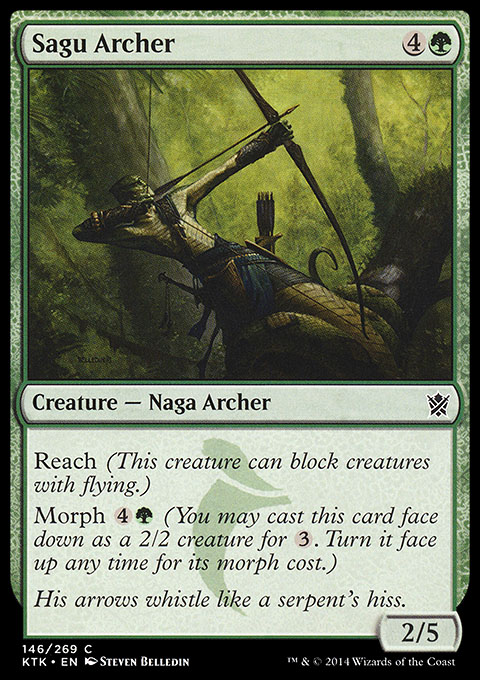 Sagu Archer 4
BELLEDIN
Creature — Naga Archer
Reach (This creature can block creatures
with flying.)
Morph 4 (You may cast this card face
down as a 2/2 creature for 3. Turn it face
up any time for its morph cost.)
His arrows whistle like a serpent's hiss.
2/5
146/269 C
KTK • EN Steven Belledin
™ & © 2014 Wizards of the Coast